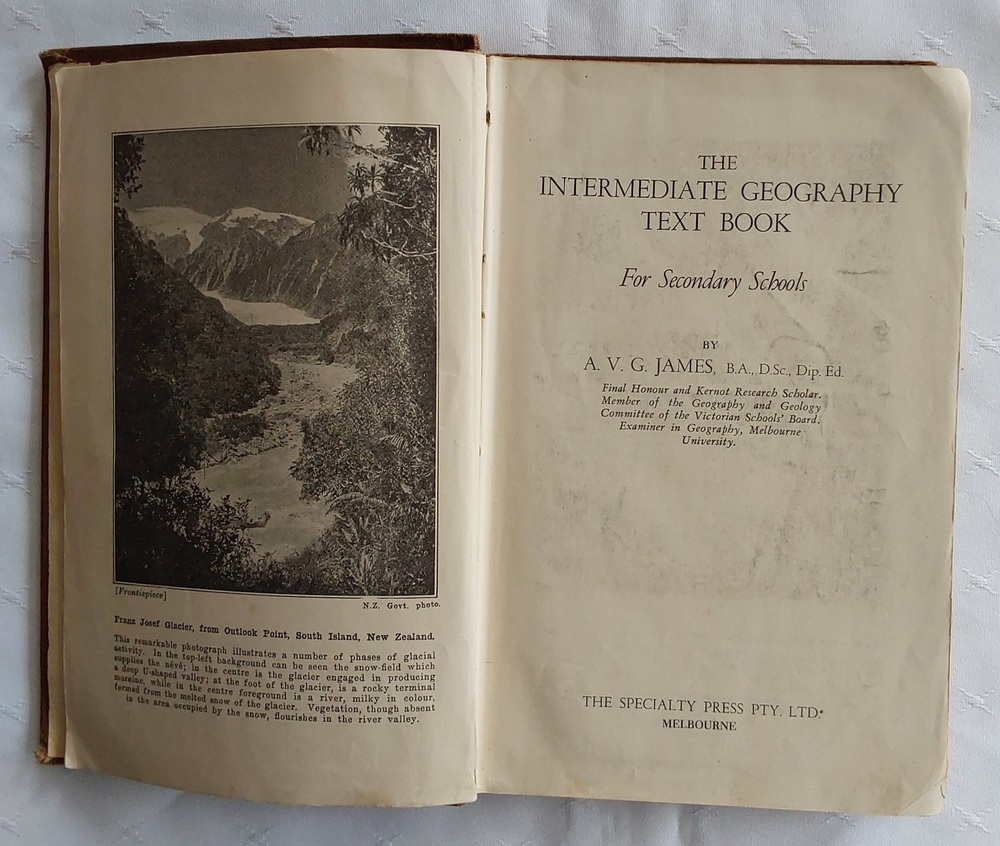 [Frontispiece]
N.Z. Govt. photo.
Franz Josef Glacier, from Outlook Point, South Island, New Zealand.
This remarkable photograph illustrates a number of phases of glacial
activity. In the top-left background can be seen the snow-field which
supplies the névé; in the centre is the glacier engaged in producing
a deep U-shaped valley; at the foot of the glacier, is a rocky terminal
moraine, while in the centre foreground is a river, milky in colour,
formed from the melted snow of the glacier. Vegetation, though absent
in the area occupied by the snow, flourishes in the river valley.
THE
INTERMEDIATE GEOGRAPHY
TEXT BOOK
For Secondary Schools
BY
A. V. G. JAMES, B.A., D.Sc., Dip. Ed.
Final Honour and Kernot Research Scholar.
Member of the Geography and Geology
Committee of the Victorian Schools' Board.
Examiner in Geography, Melbourne
University.
THE SPECIALTY PRESS PTY. LTD.
MELBOURNE